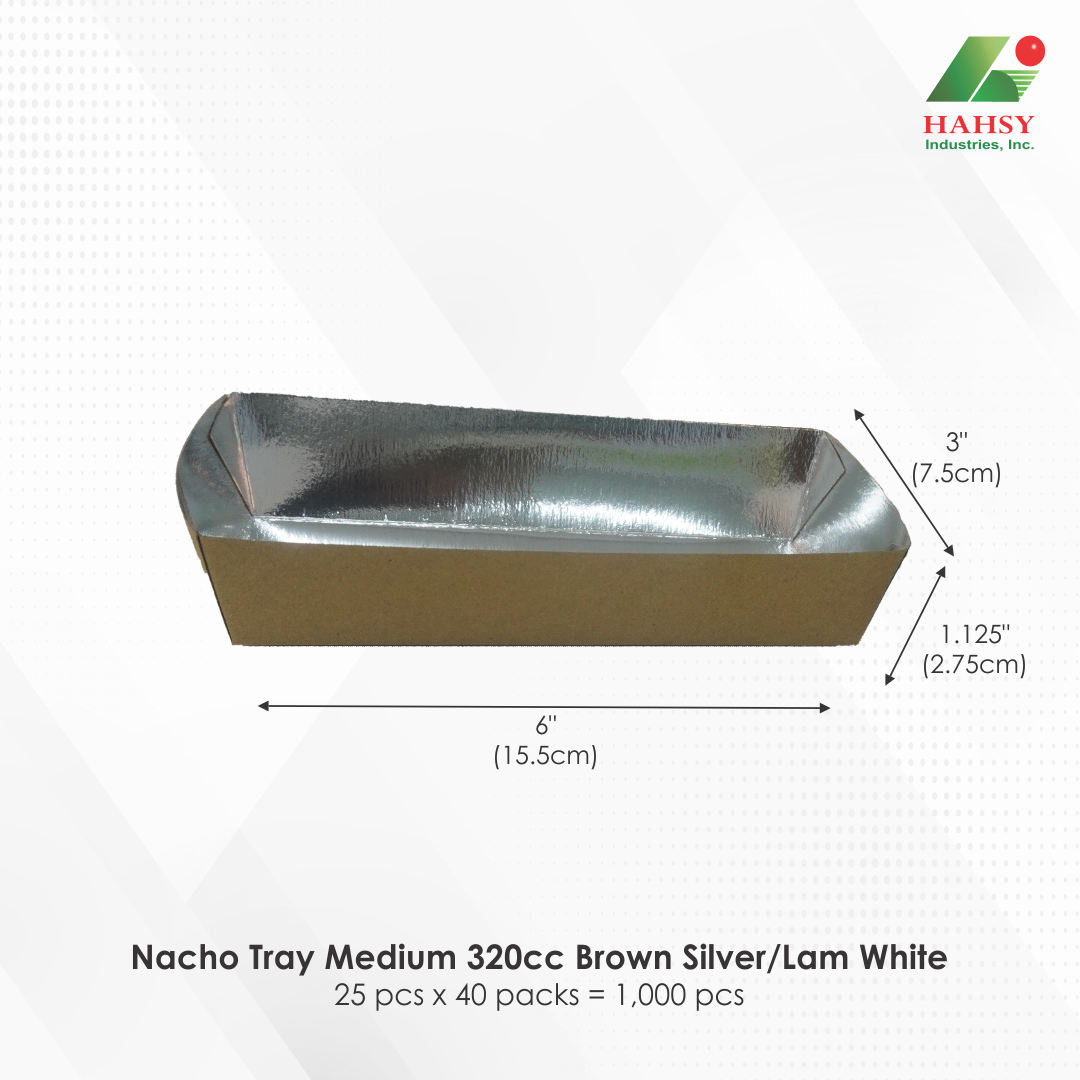 HAHSY
Industries, Inc.
3"
(7.5cm)
1.125"
(2.75cm)
6"
(15.5cm)
Nacho Tray Medium 320cc Brown Silver/Lam White
25 pcs x 40 packs = 1,000 pcs